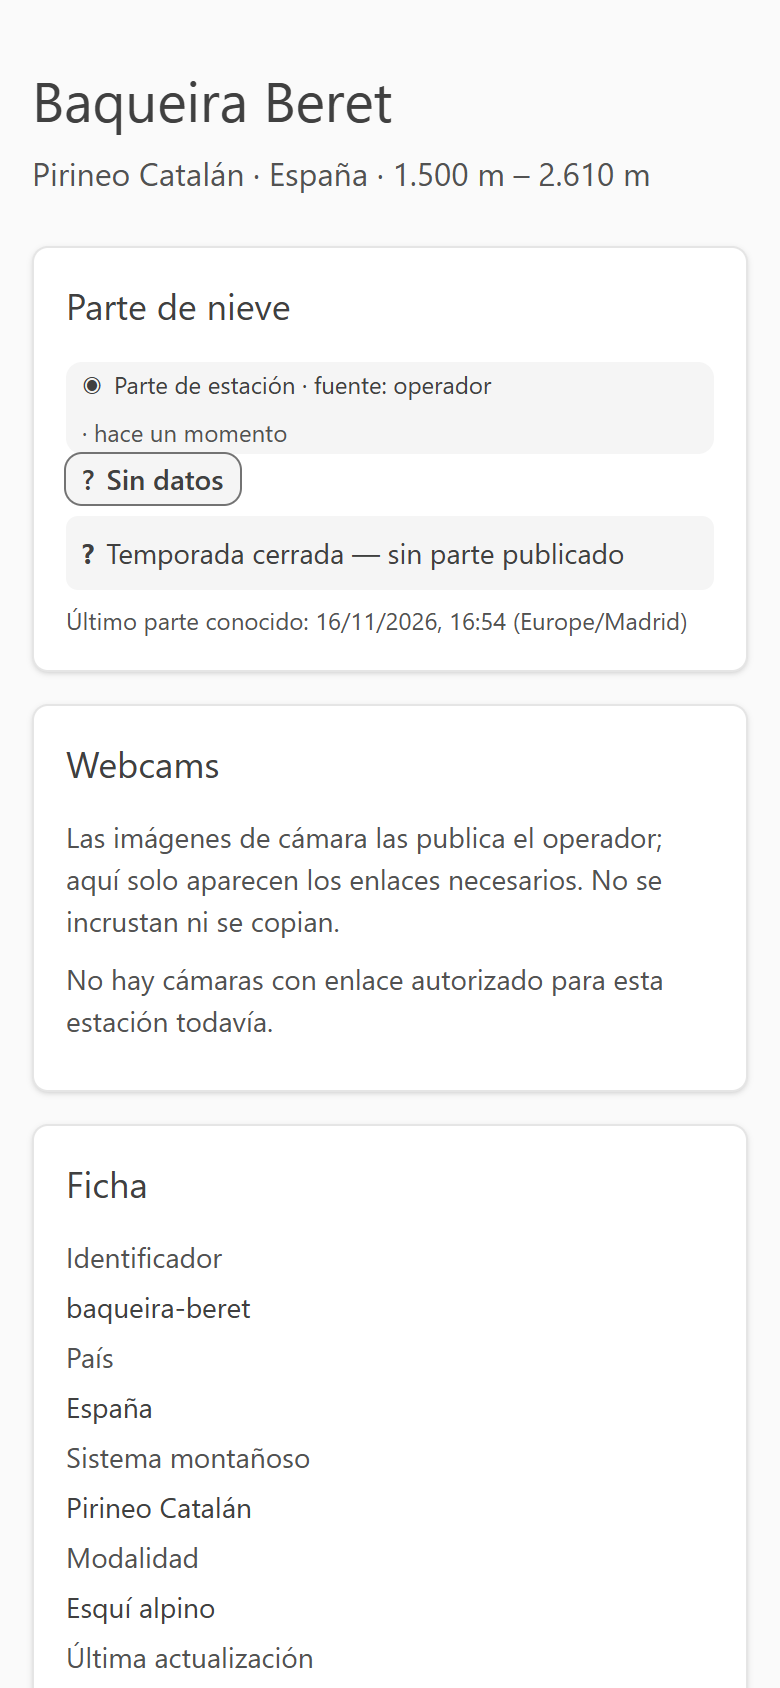 Baqueira Beret
Pirineo Catalán · España · 1.500 m – 2.610 m
Parte de nieve
◉ Parte de estación · fuente: operador
· hace un momento
? Sin datos
? Temporada cerrada — sin parte publicado
Último parte conocido: 16/11/2026, 16:54 (Europe/Madrid)
Webcams
Las imágenes de cámara las publica el operador;
aquí solo aparecen los enlaces necesarios. No se
incrustan ni se copian.
No hay cámaras con enlace autorizado para esta
estación todavía.
Ficha
Identificador
baqueira-beret
País
España
Sistema montañoso
Pirineo Catalán
Modalidad
Esquí alpino
Última actualización